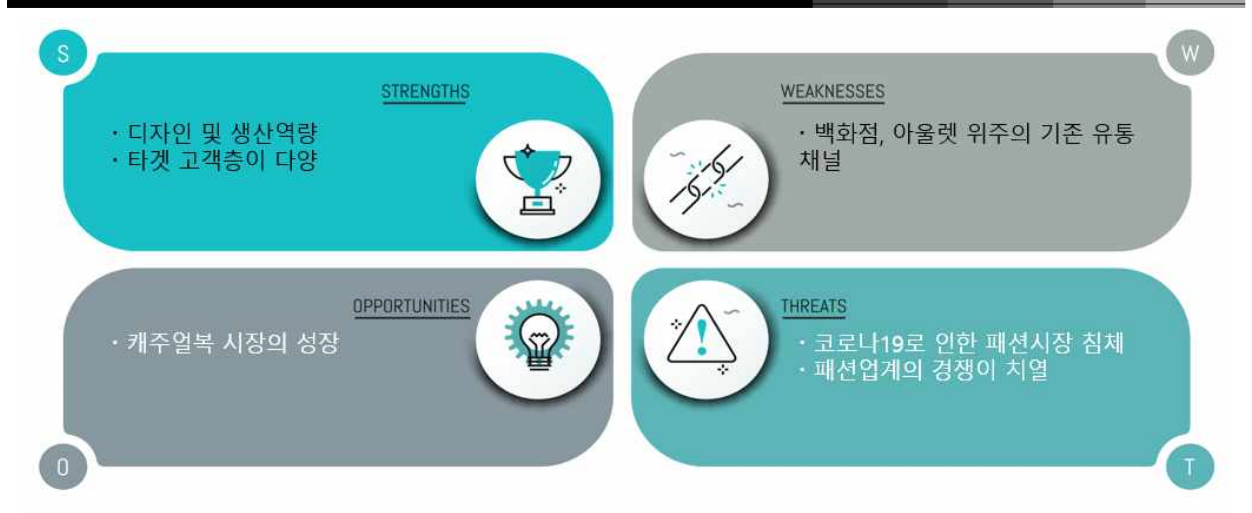 S
STRENGTHS
· 디자인 및 생산역량
· 타겟 고객층이 다양
W
WEAKNESSES
· 백화점, 아울렛 위주의 기존 유통
채널
OPPORTUNITIES
· 캐주얼복 시장의 성장
O
THREATS
· 코로나19로 인한 패션시장 침체
· 패션업계의 경쟁이 치열
T